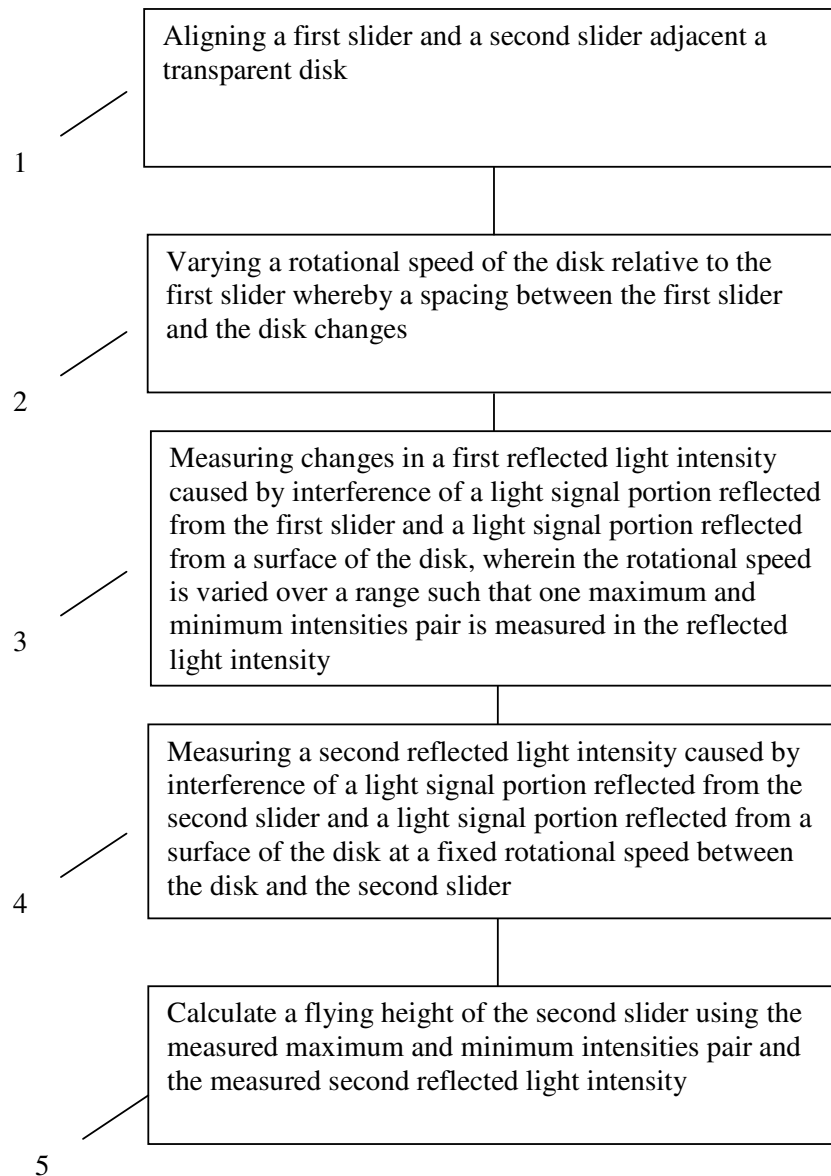 Aligning a first slider and a second slider adjacent a
transparent disk
1
Varying a rotational speed of the disk relative to the
first slider whereby a spacing between the first slider
and the disk changes
2
Measuring changes in a first reflected light intensity
caused by interference of a light signal portion reflected
from the first slider and a light signal portion reflected
from a surface of the disk, wherein the rotational speed
is varied over a range such that one maximum and
minimum intensities pair is measured in the reflected
light intensity
3
Measuring a second reflected light intensity caused by
interference of a light signal portion reflected from the
second slider and a light signal portion reflected from a
surface of the disk at a fixed rotational speed between
the disk and the second slider
4
Calculate a flying height of the second slider using the
measured maximum and minimum intensities pair and
the measured second reflected light intensity
5